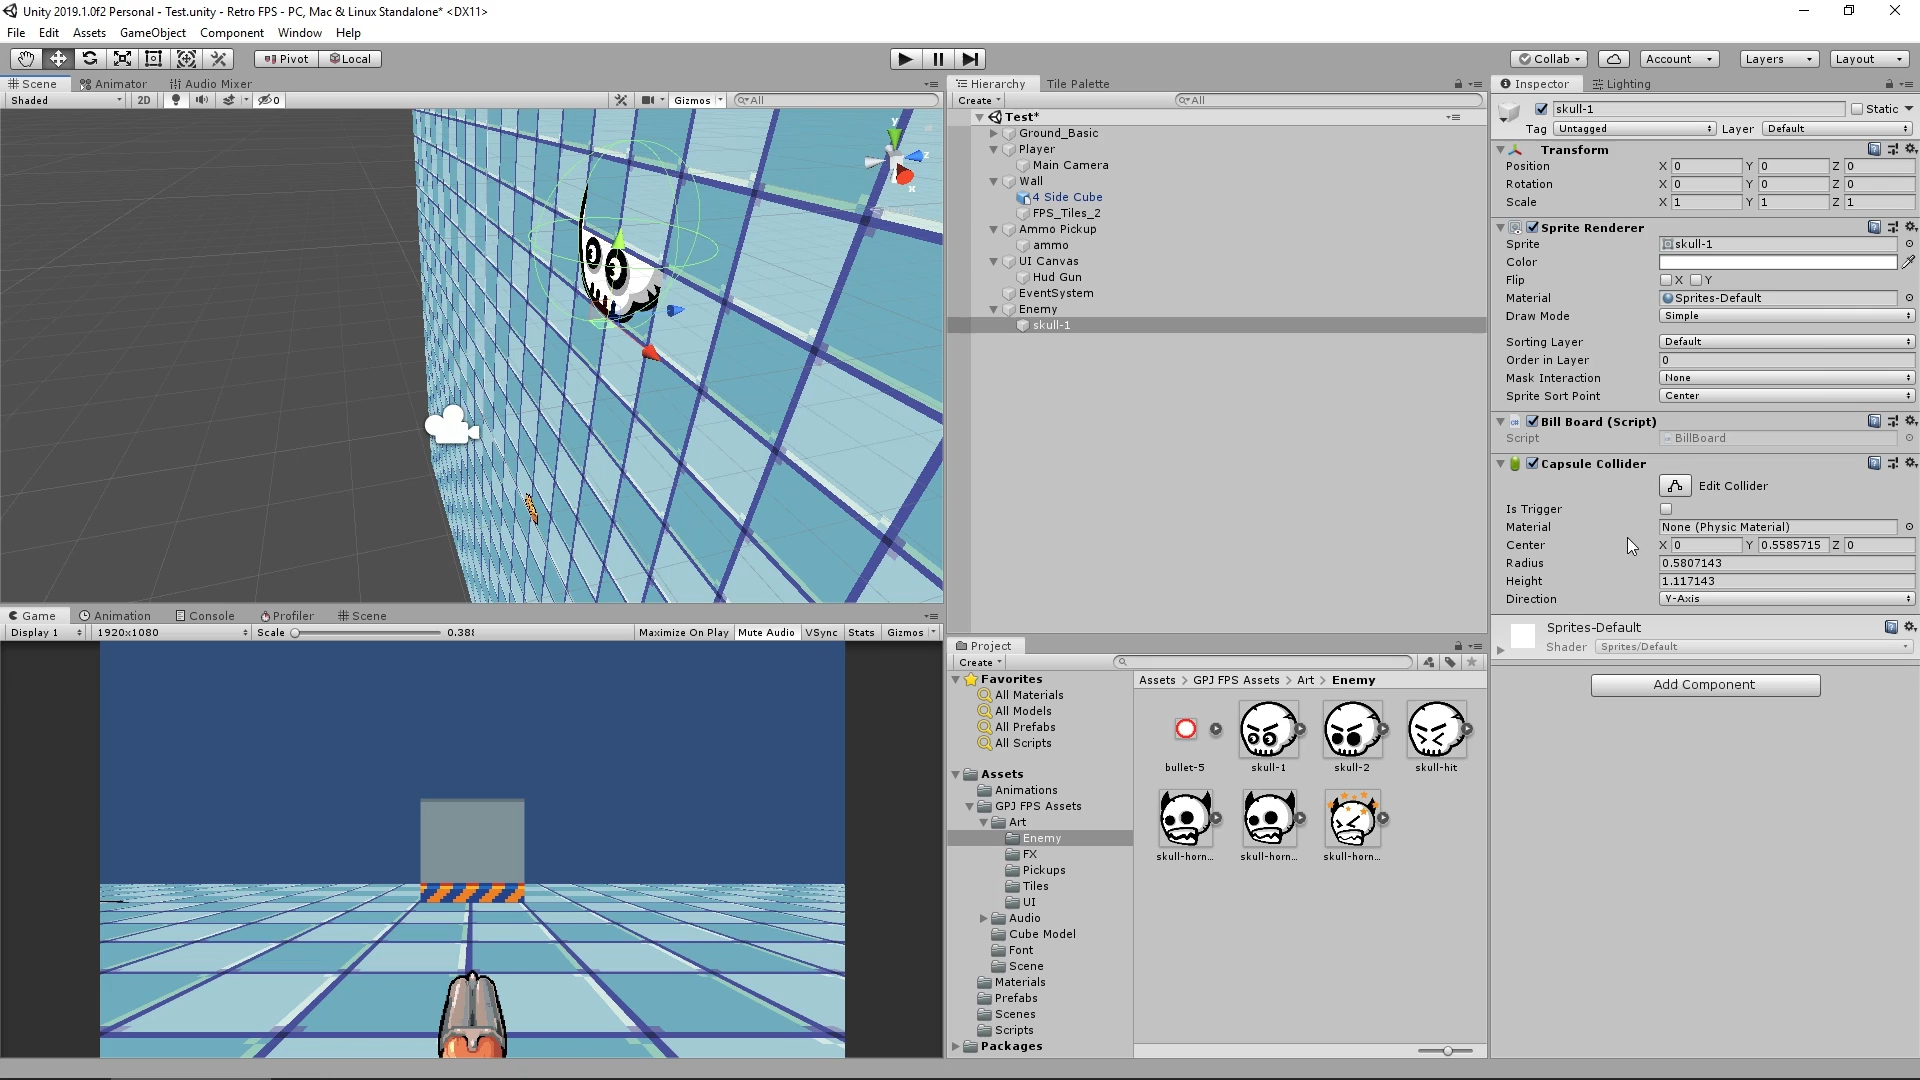 Unity 2019.1.0f2 Personal - Test.unity - Retro FPS - PC, Mac & Linux Standalone* <DX11>
File Edit Assets GameObject Component Window Help
Pivot Local Collab Account Layers Layout
Scene Animator Audio Mixer
Shaded 2D Gizmos All
y
z
x
Hierarchy Tile Palette
Create All
Test*
Ground_Basic
Player
Main Camera
Wall
4 Side Cube
FPS_Tiles_2
Ammo Pickup
ammo
UI Canvas
Hud Gun
EventSystem
Enemy
skull-1
Inspector Lighting
skull-1 Static
Tag Untagged Layer Default
Transform
Position X 0 Y 0 Z 0
Rotation X 0 Y 0 Z 0
Scale X 1 Y 1 Z 1
Sprite Renderer
Sprite skull-1
Color
Flip X Y
Material Sprites-Default
Draw Mode Simple
Sorting Layer Default
Order in Layer 0
Mask Interaction None
Sprite Sort Point Center
Bill Board (Script)
Script BillBoard
Capsule Collider
Edit Collider
Is Trigger
Material None (Physic Material)
Center X 0 Y 0.5585715 Z 0
Radius 0.5807143
Height 1.117143
Direction Y-Axis
Sprites-Default
Shader Sprites/Default
Add Component
Game Animation Console Profiler Scene
Display 1 1920x1080 Scale 0.388 Maximize On Play Mute Audio VSync Stats Gizmos
Project
Create
Favorites
All Materials
All Models
All Prefabs
All Scripts
Assets
Animations
GPJ FPS Assets
Art
Enemy
FX
Pickups
Tiles
UI
Audio
Cube Model
Font
Scene
Materials
Prefabs
Scenes
Scripts
Packages
Assets > GPJ FPS Assets > Art > Enemy
bullet-5 skull-1 skull-2 skull-hit
skull-horn... skull-horn... skull-horn...